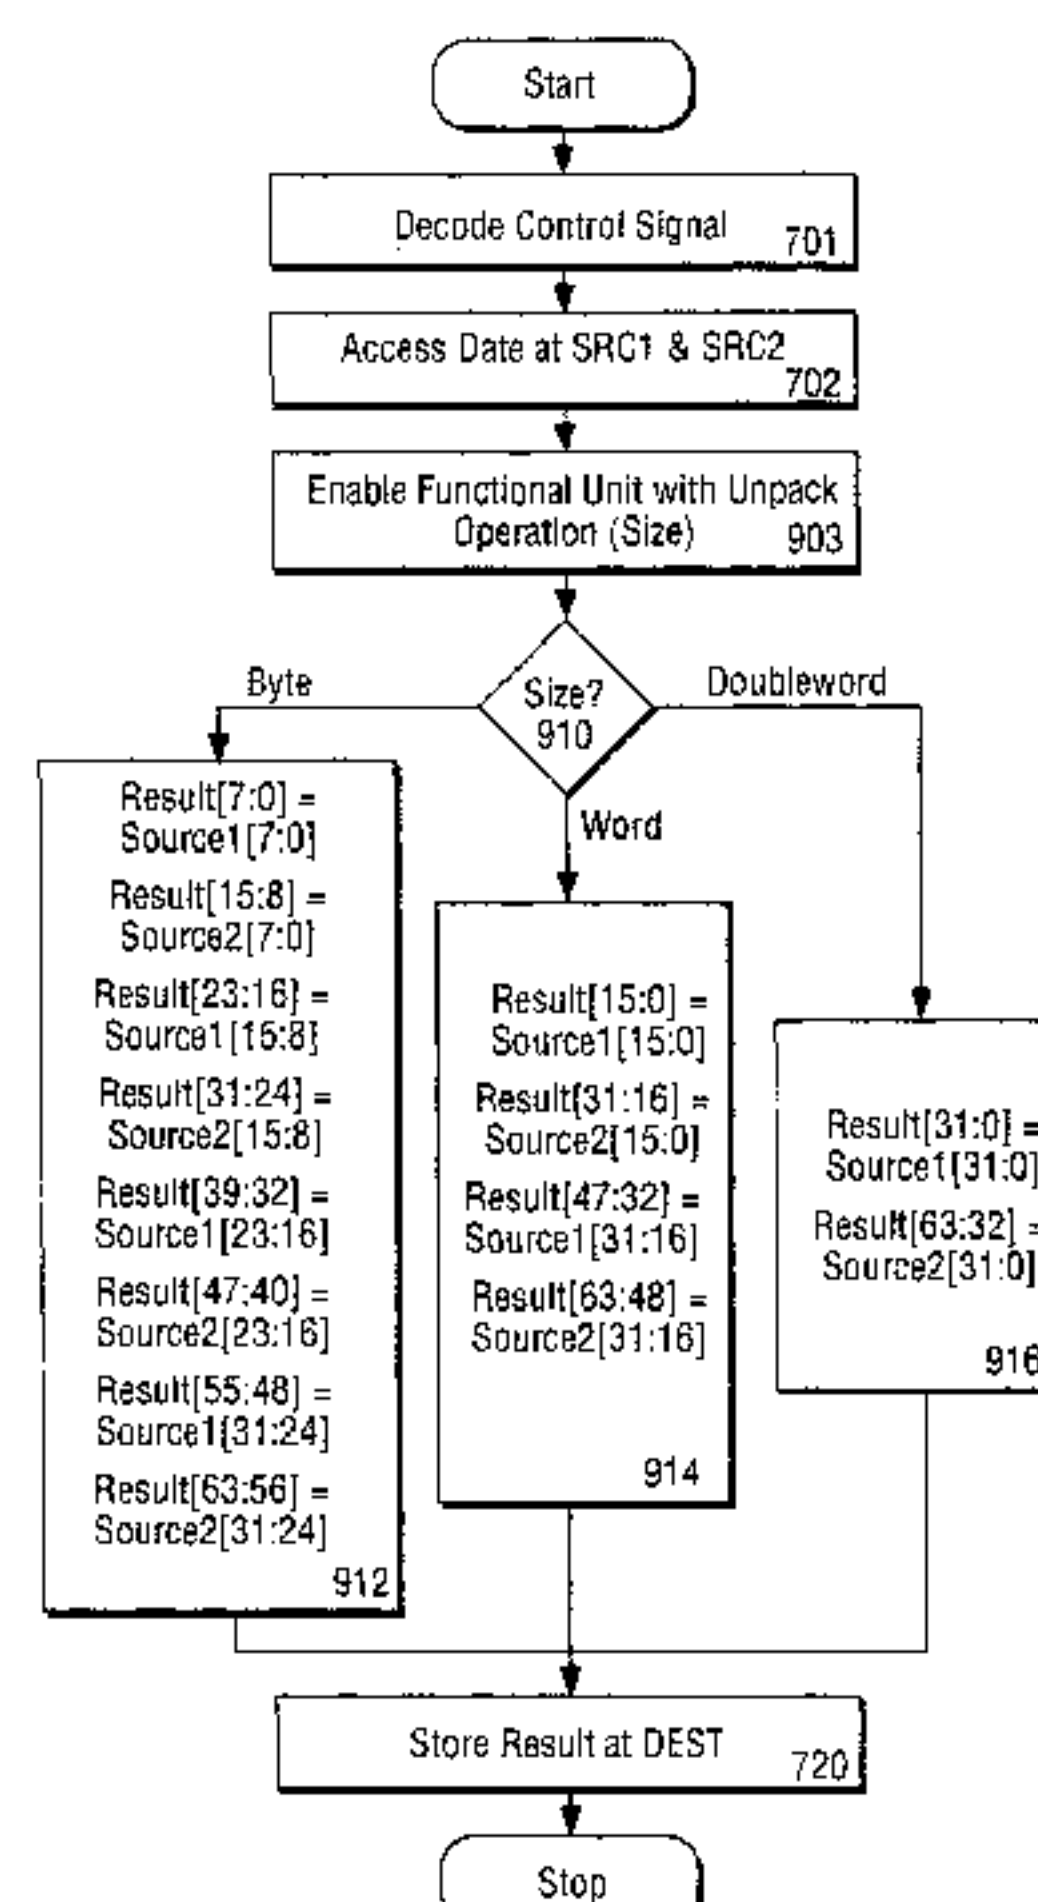 Start
Decode Control Signal
701
Access Date at SRC1 & SRC2
702
Enable Functional Unit with Unpack
Operation (Size)
903
Size?
910
Byte
Doubleword
Word
Result[7:0] =
Source1[7:0]
Result[15:8] =
Source2[7:0]
Result[23:16] =
Source1[15:8]
Result[31:24] =
Source2[15:8]
Result[39:32] =
Source1[23:16]
Result[47:40] =
Source2[23:16]
Result[55:48] =
Source1[31:24]
Result[63:56] =
Source2[31:24]
912
Result[15:0] =
Source1[15:0]
Result[31:16] =
Source2[15:0]
Result[47:32] =
Source1[31:16]
Result[63:48] =
Source2[31:16]
914
Result[31:0] =
Source1[31:0]
Result[63:32] =
Source2[31:0]
916
Store Result at DEST
720
Stop